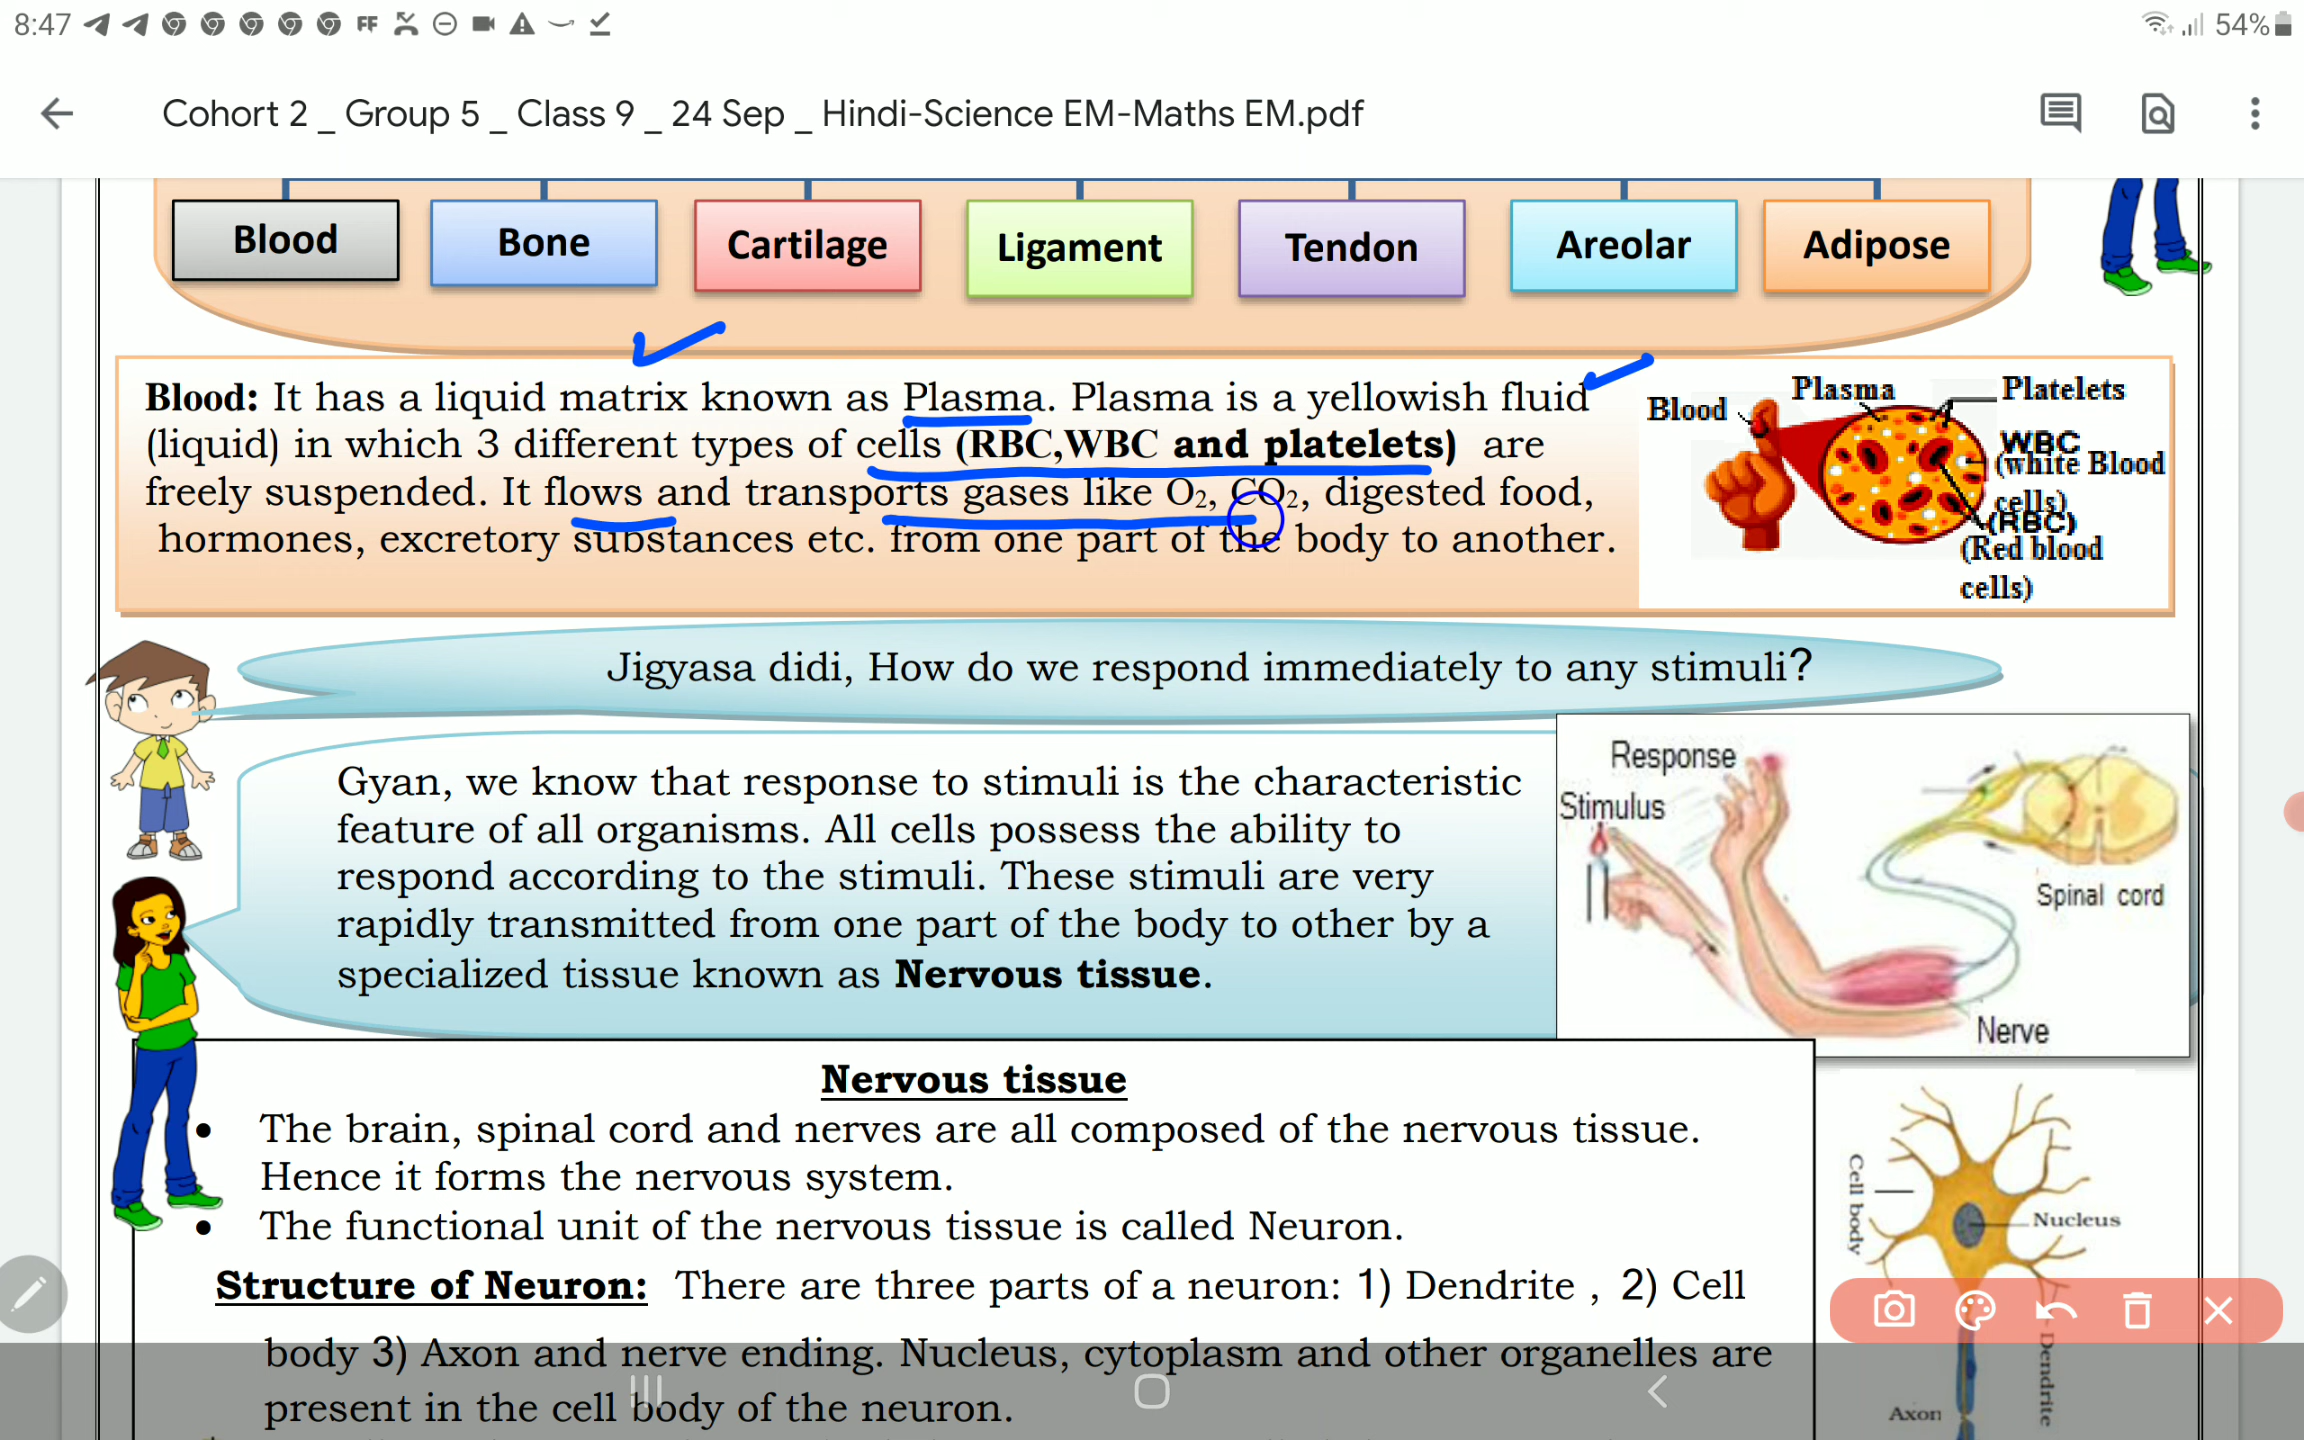 8:47 FF 54%
Cohort 2 _ Group 5 _ Class 9 _ 24 Sep _ Hindi-Science EM-Maths EM.pdf
Blood Bone Cartilage Ligament Tendon Areolar Adipose
Blood: It has a liquid matrix known as Plasma. Plasma is a yellowish fluid
(liquid) in which 3 different types of cells (RBC,WBC and platelets) are
freely suspended. It flows and transports gases like O2, CO2, digested food,
hormones, excretory substances etc. from one part of the body to another.
Blood
Plasma
Platelets
WBC
(white Blood
cells)
(RBC)
(Red blood
cells)
Jigyasa didi, How do we respond immediately to any stimuli?
Gyan, we know that response to stimuli is the characteristic
feature of all organisms. All cells possess the ability to
respond according to the stimuli. These stimuli are very
rapidly transmitted from one part of the body to other by a
specialized tissue known as Nervous tissue.
Response
Stimulus
Spinal cord
Nerve
Nervous tissue
• The brain, spinal cord and nerves are all composed of the nervous tissue.
Hence it forms the nervous system.
• The functional unit of the nervous tissue is called Neuron.
Structure of Neuron: There are three parts of a neuron: 1) Dendrite , 2) Cell
body 3) Axon and nerve ending. Nucleus, cytoplasm and other organelles are
present in the cell body of the neuron.
Cell body
Nucleus
Dendrite
Axon